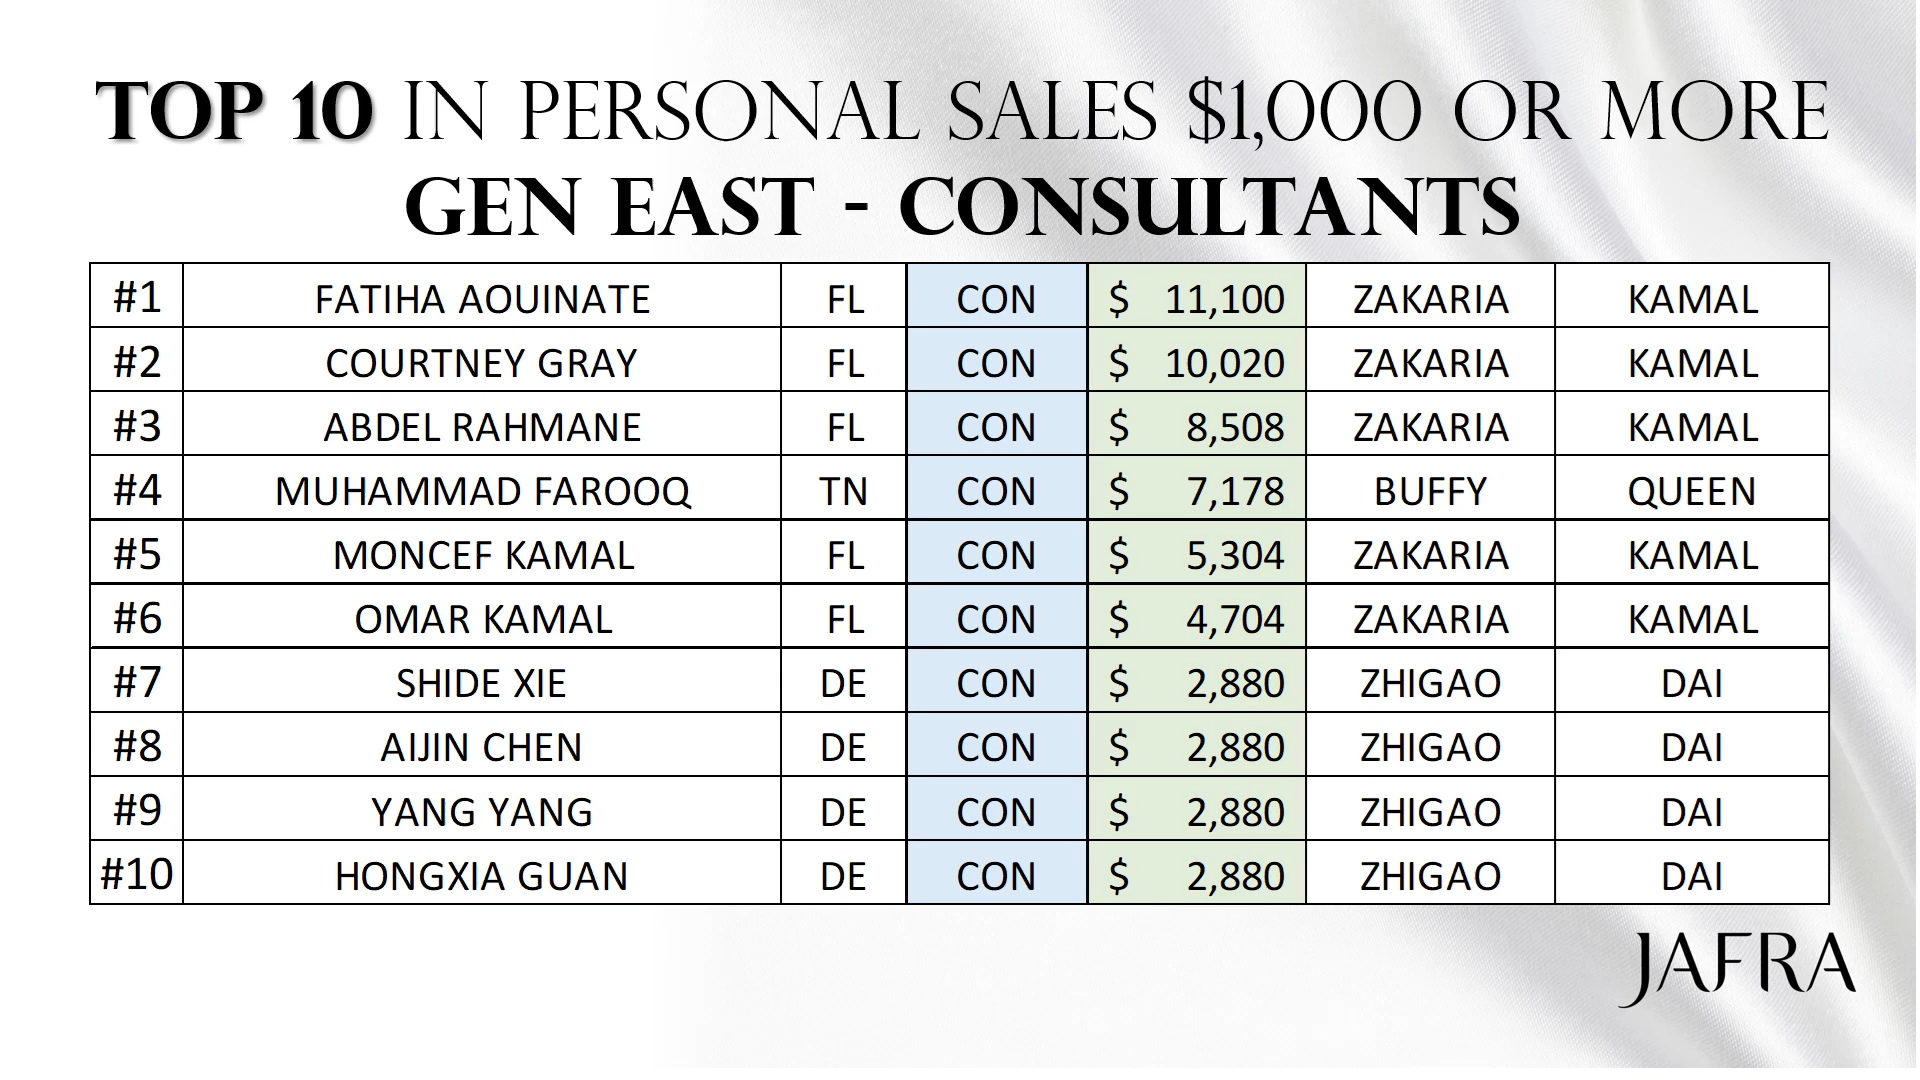 TOP 10 IN PERSONAL SALES $1,000 OR MORE
GEN EAST - CONSULTANTS
#1 FATIHA AOUINATE FL CON $ 11,100 ZAKARIA KAMAL
#2 COURTNEY GRAY FL CON $ 10,020 ZAKARIA KAMAL
#3 ABDEL RAHMANE FL CON $ 8,508 ZAKARIA KAMAL
#4 MUHAMMAD FAROOQ TN CON $ 7,178 BUFFY QUEEN
#5 MONCEF KAMAL FL CON $ 5,304 ZAKARIA KAMAL
#6 OMAR KAMAL FL CON $ 4,704 ZAKARIA KAMAL
#7 SHIDE XIE DE CON $ 2,880 ZHIGAO DAI
#8 AIJIN CHEN DE CON $ 2,880 ZHIGAO DAI
#9 YANG YANG DE CON $ 2,880 ZHIGAO DAI
#10 HONGXIA GUAN DE CON $ 2,880 ZHIGAO DAI
JAFRA